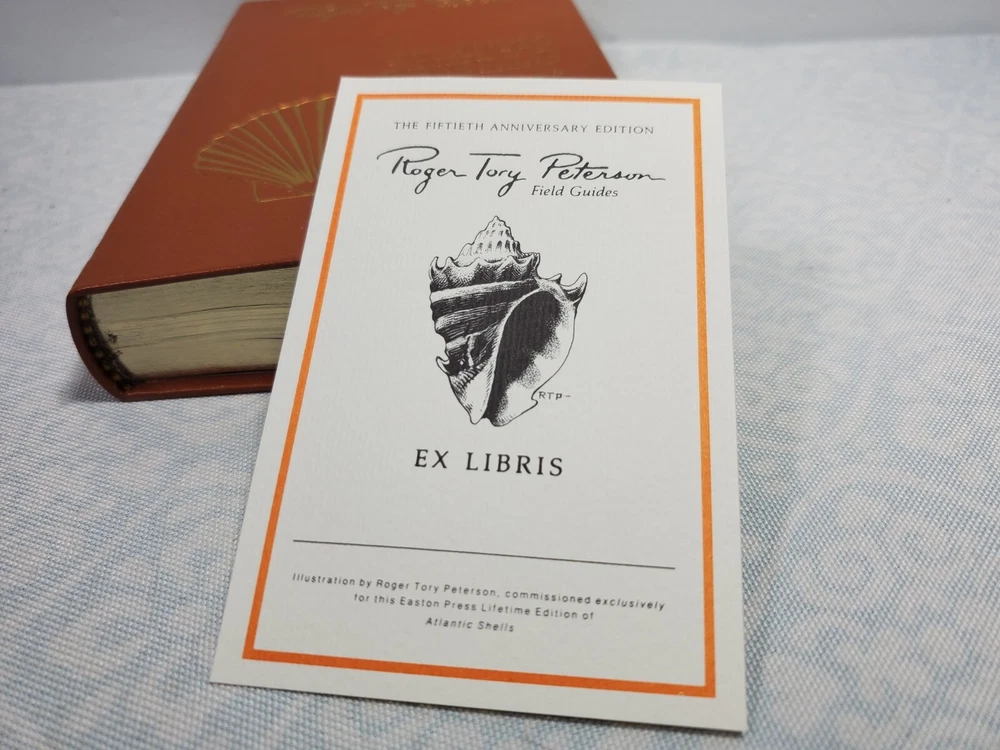 THE FIFTIETH ANNIVERSARY EDITION
Roger Tory Peterson
Field Guides
RTP-
EX LIBRIS
Illustration by Roger Tory Peterson, commissioned exclusively
for this Easton Press Lifetime Edition of
Atlantic Shells